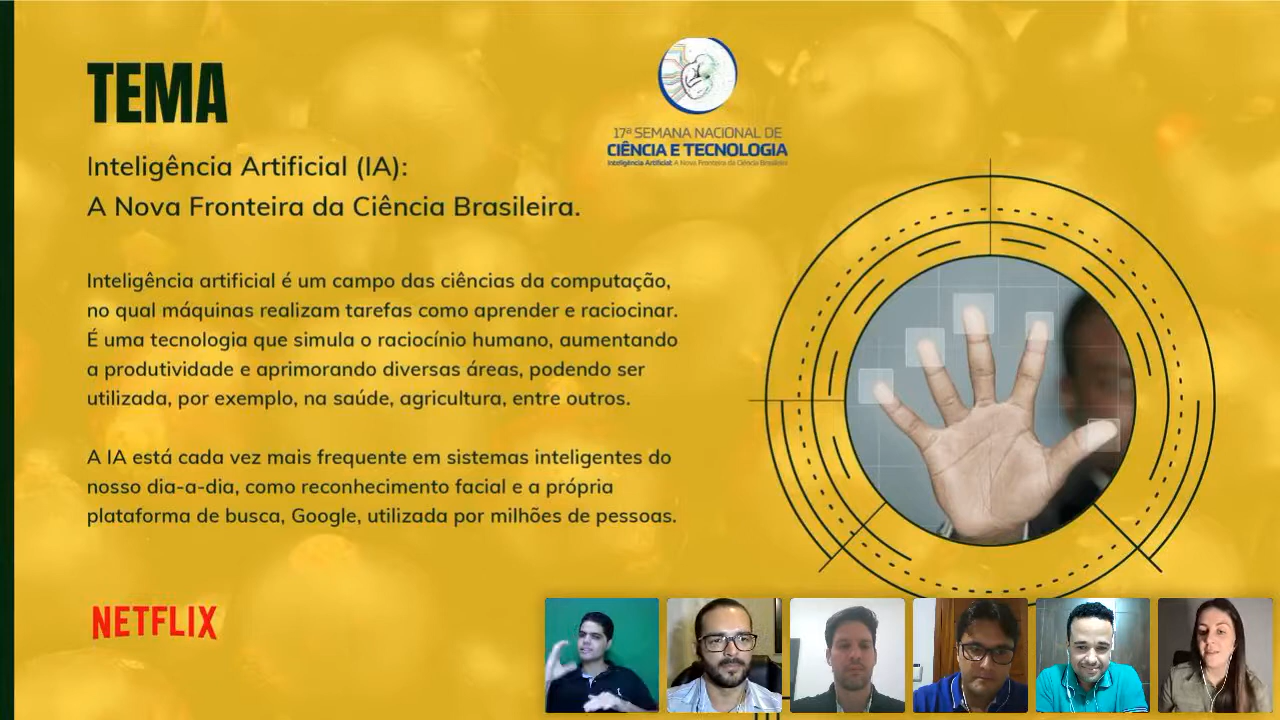 TEMA
Inteligência Artificial (IA):
A Nova Fronteira da Ciência Brasileira.
17ª SEMANA NACIONAL DE
CIÊNCIA E TECNOLOGIA
Inteligência Artificial: A Nova Fronteira da Ciência Brasileira
Inteligência artificial é um campo das ciências da computação,
no qual máquinas realizam tarefas como aprender e raciocinar.
É uma tecnologia que simula o raciocínio humano, aumentando
a produtividade e aprimorando diversas áreas, podendo ser
utilizada, por exemplo, na saúde, agricultura, entre outros.
A IA está cada vez mais frequente em sistemas inteligentes do
nosso dia-a-dia, como reconhecimento facial e a própria
plataforma de busca, Google, utilizada por milhões de pessoas.
NETFLIX